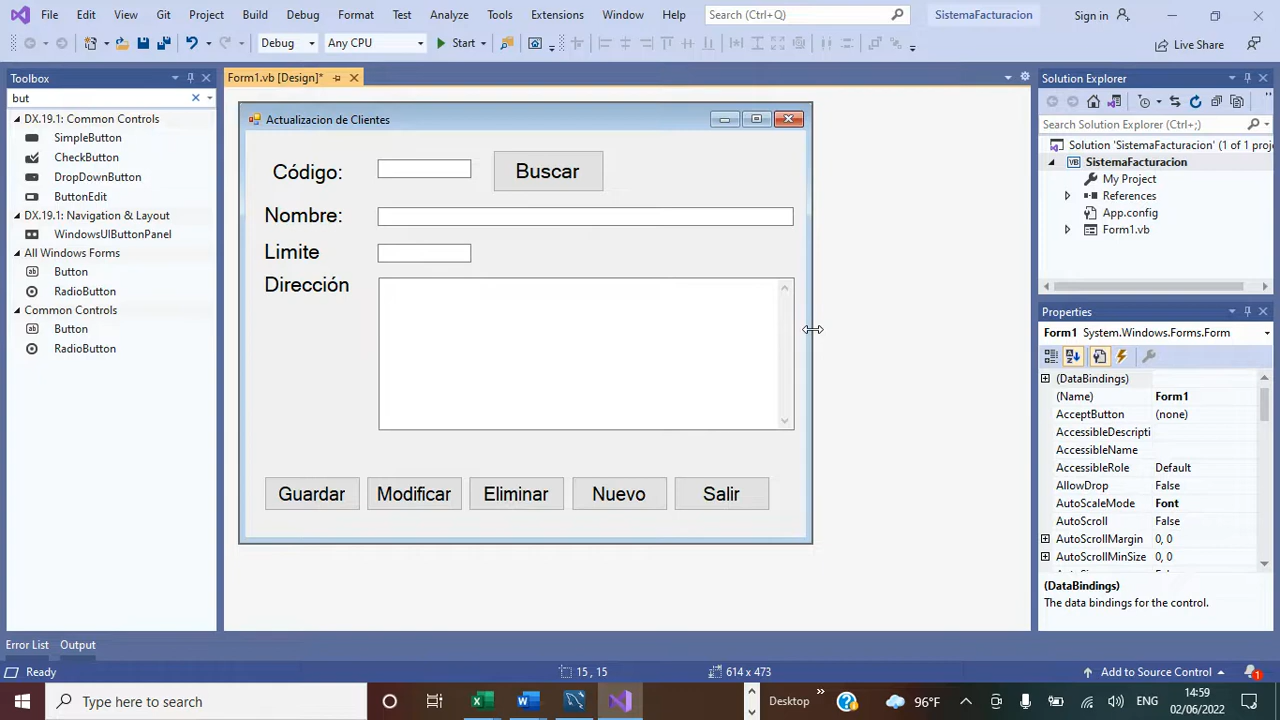 File Edit View Git Project Build Debug Format Test Analyze Tools Extensions Window Help Search (Ctrl+Q) SistemaFacturacion Sign in
Debug Any CPU Start Live Share
Toolbox
but
DX.19.1: Common Controls
SimpleButton
CheckButton
DropDownButton
ButtonEdit
DX.19.1: Navigation & Layout
WindowsUIButtonPanel
All Windows Forms
Button
RadioButton
Common Controls
Button
RadioButton
Form1.vb [Design]*
Actualizacion de Clientes
Código:
Buscar
Nombre:
Limite
Dirección
Guardar Modificar Eliminar Nuevo Salir
Solution Explorer
Search Solution Explorer (Ctrl+;)
Solution 'SistemaFacturacion' (1 of 1 proje
VB SistemaFacturacion
My Project
References
App.config
Form1.vb
Properties
Form1 System.Windows.Forms.Form
(DataBindings)
(Name) Form1
AcceptButton (none)
AccessibleDescripti
AccessibleName
AccessibleRole Default
AllowDrop False
AutoScaleMode Font
AutoScroll False
AutoScrollMargin 0, 0
AutoScrollMinSize 0, 0
(DataBindings)
The data bindings for the control.
Error List Output
Ready 15 , 15 614 x 473 Add to Source Control 1
Type here to search Desktop 96°F ENG 14:59
02/06/2022